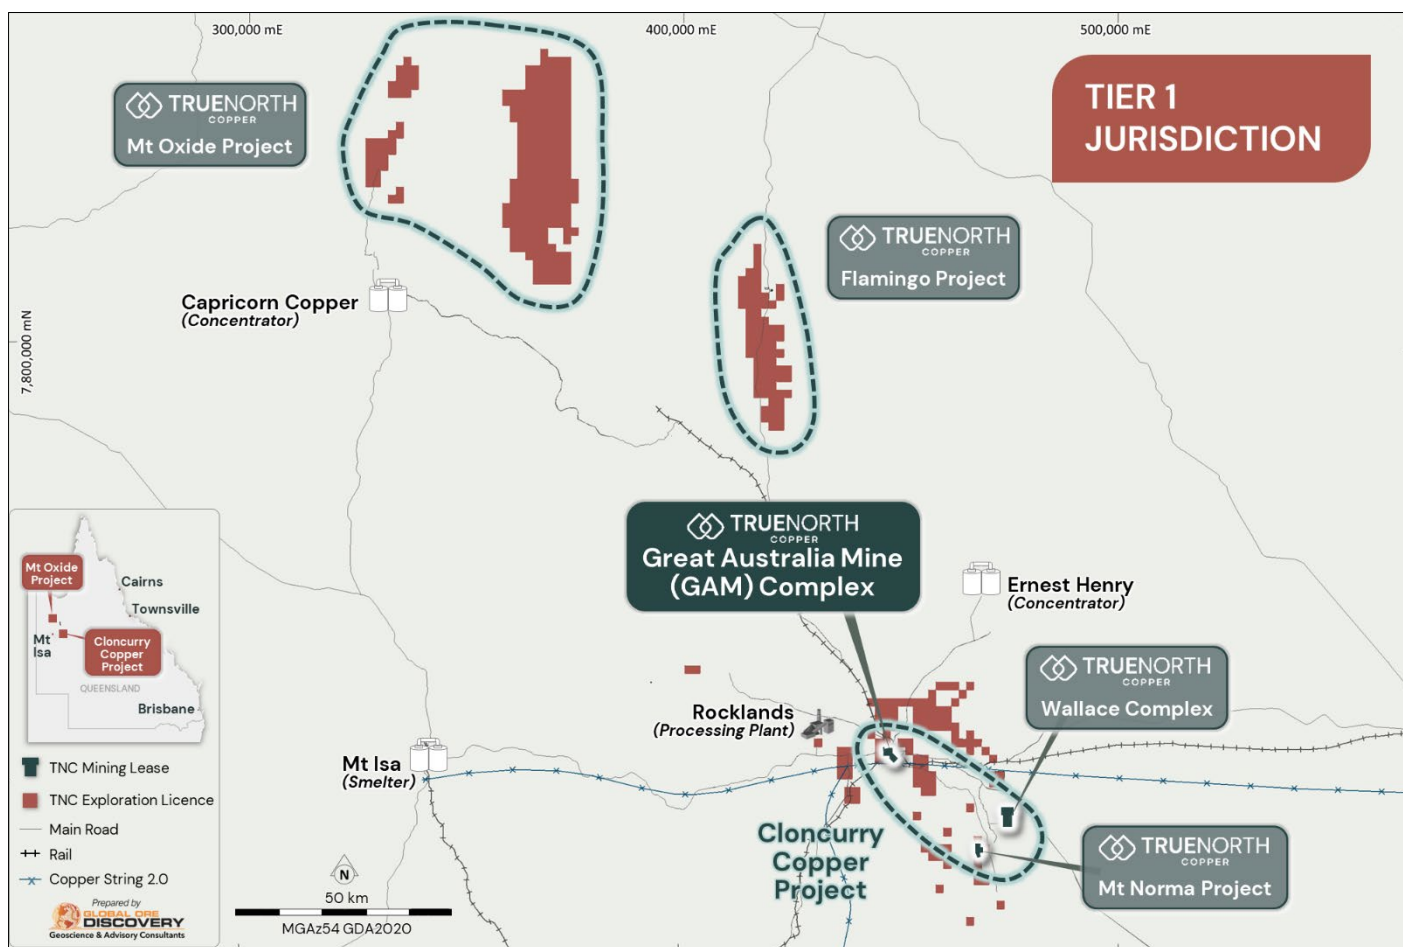 300,000 mE
400,000 mE
500,000 mE
TIER 1
JURISDICTION
TRUENORTH
COPPER
Mt Oxide Project
TRUENORTH
COPPER
Flamingo Project
Capricorn Copper
(Concentrator)
7,800,000 mN
TRUENORTH
COPPER
Great Australia Mine
(GAM) Complex
Ernest Henry
(Concentrator)
TRUENORTH
COPPER
Wallace Complex
Rocklands
(Processing Plant)
Mt Isa
(Smelter)
Cloncurry
Copper
Project
TRUENORTH
COPPER
Mt Norma Project
Mt Oxide
Project
Cairns
Townsville
Mt
Isa
Cloncurry
Copper
Project
QUEENSLAND
Brisbane
TNC Mining Lease
TNC Exploration Licence
Main Road
Rail
Copper String 2.0
Prepared by
GLOBAL ORE
DISCOVERY
Geoscience & Advisory Consultants
N
50 km
MGAz54 GDA2020